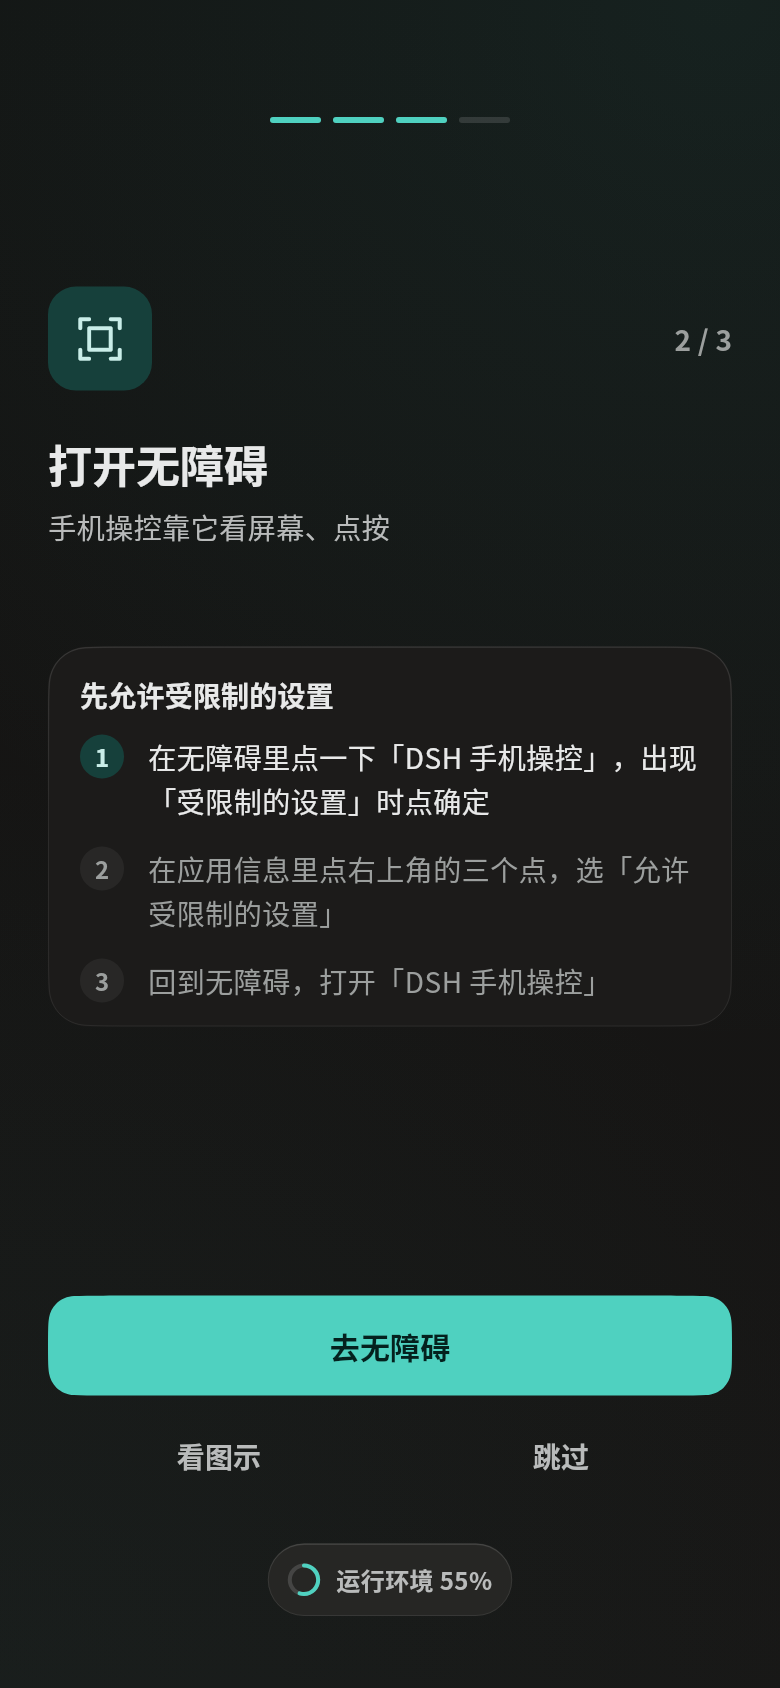 2 / 3
打开无障碍
手机操控靠它看屏幕、点按
先允许受限制的设置
1 在无障碍里点一下「DSH 手机操控」，出现
「受限制的设置」时点确定
2 在应用信息里点右上角的三个点，选「允许
受限制的设置」
3 回到无障碍，打开「DSH 手机操控」
去无障碍
看图示 跳过
运行环境 55%